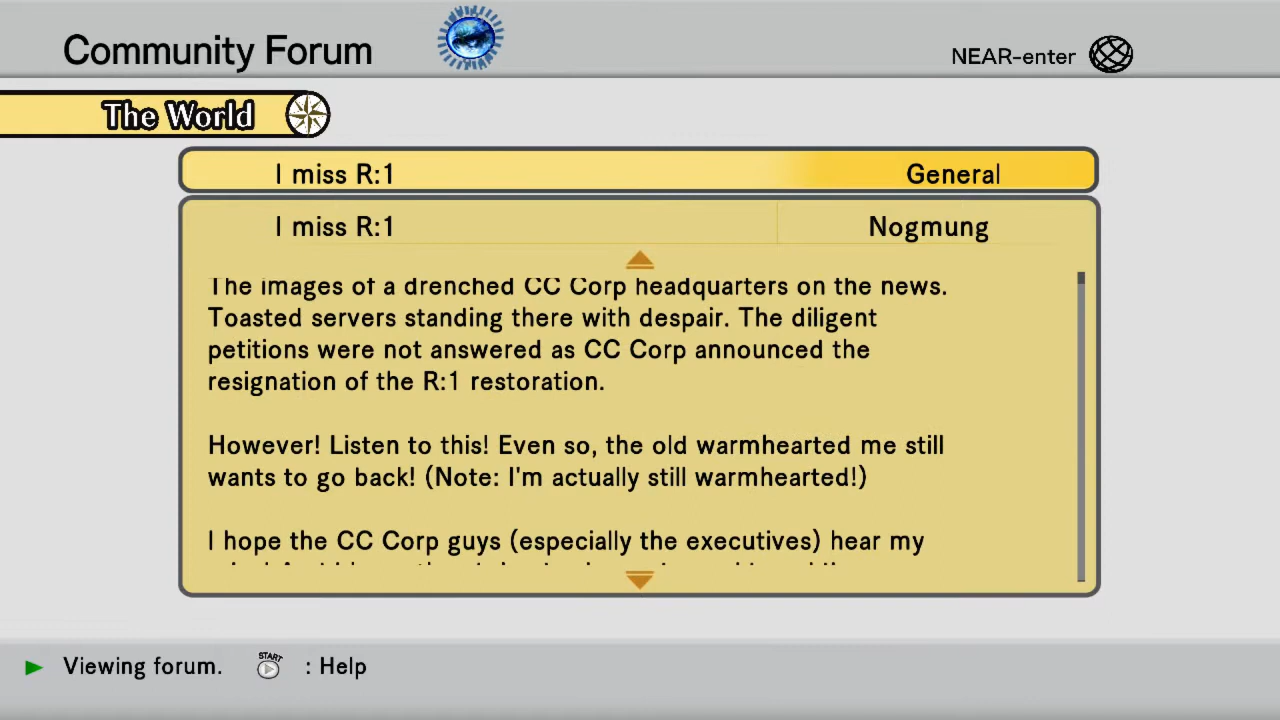 Community Forum
NEAR-enter
The World
I miss R:1
General
I miss R:1
Nogmung
The images of a drenched CC Corp headquarters on the news.
Toasted servers standing there with despair. The diligent
petitions were not answered as CC Corp announced the
resignation of the R:1 restoration.
However! Listen to this! Even so, the old warmhearted me still
wants to go back! (Note: I'm actually still warmhearted!)
I hope the CC Corp guys (especially the executives) hear my
Viewing forum.
START
: Help